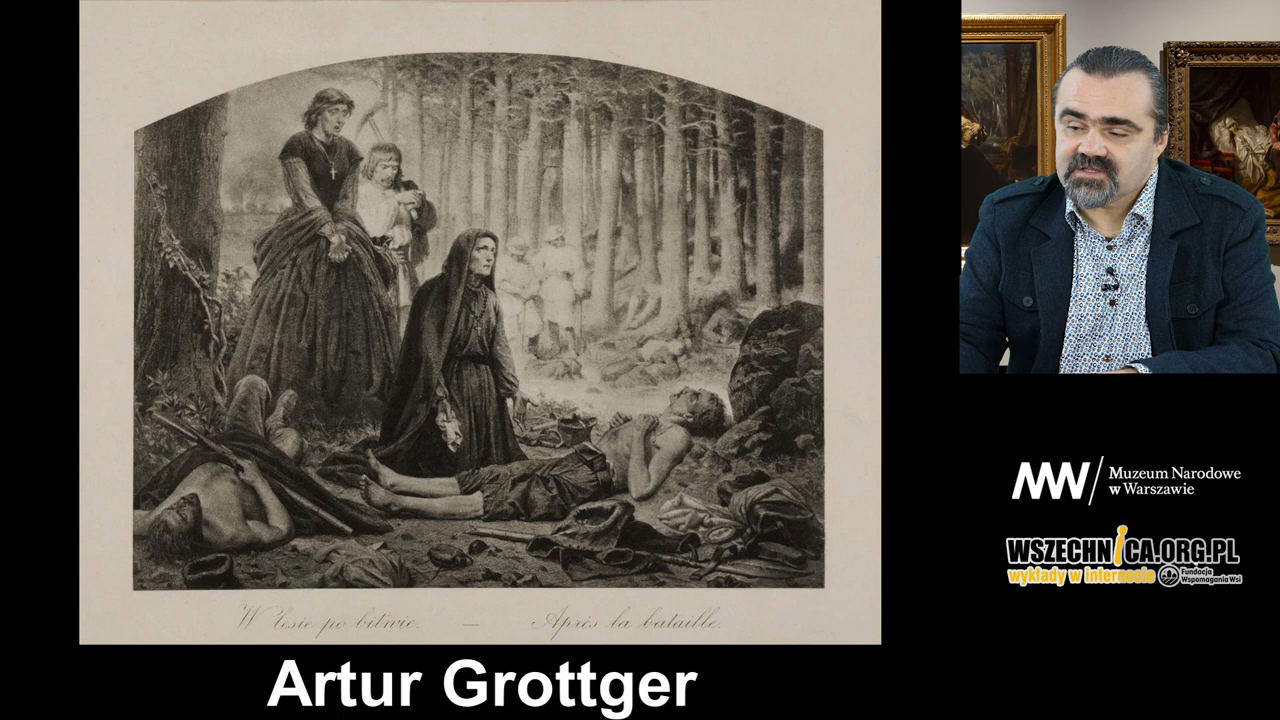 W lesie po bitwie. — Après la bataille.
Artur Grottger
MNW
Muzeum Narodowe
w Warszawie
WSZECHNICA.ORG.PL
wykłady w internecie
Fundacja
Wspomagania Wsi